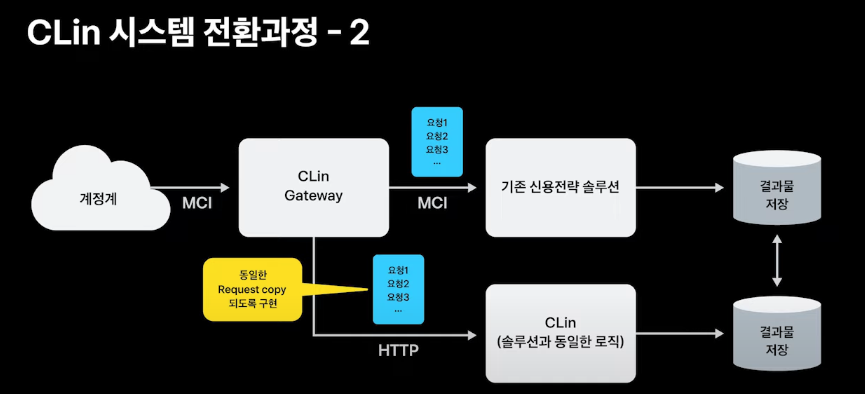 CLin 시스템 전환과정 - 2
요청1
요청2
요청3
...
계정계
MCI
CLin
Gateway
MCI
기존 신용전략 솔루션
결과물
저장
동일한
Request copy
되도록 구현
요청1
요청2
요청3
...
HTTP
CLin
(솔루션과 동일한 로직)
결과물
저장